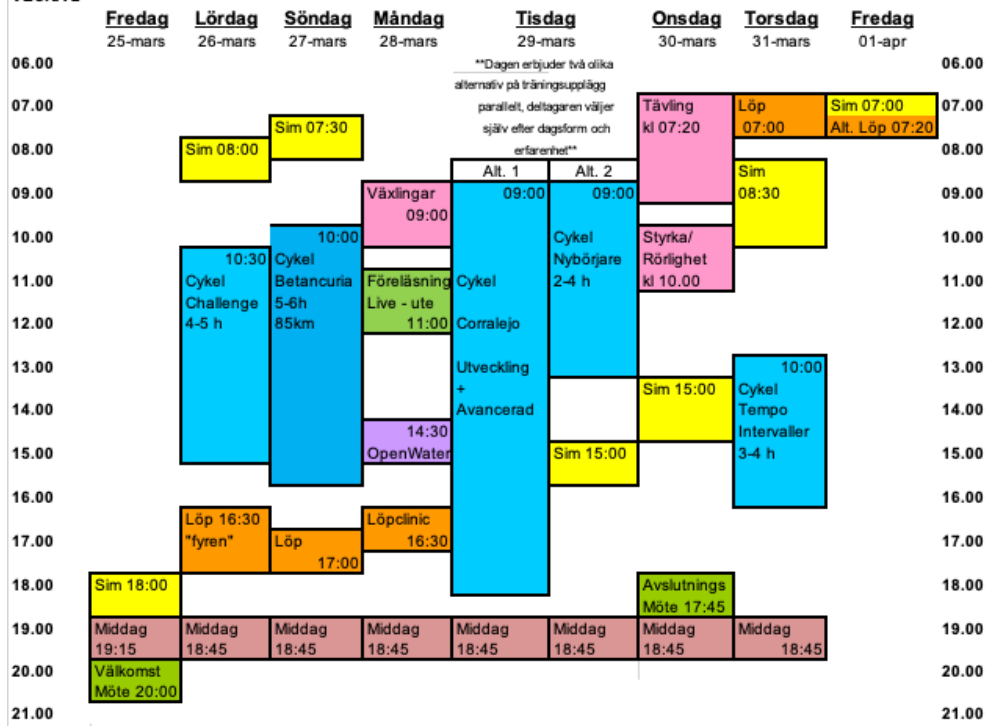 Fredag Lördag Söndag Måndag Tisdag Onsdag Torsdag Fredag
25-mars 26-mars 27-mars 28-mars 29-mars 30-mars 31-mars 01-apr
06.00 **Dagen erbjuder två olika 06.00
alternativ på träningsupplägg
07.00 parallelt, deltagaren väljer Tävling Löp Sim 07:00 07.00
Sim 07:30 själv efter dagsform och kl 07:20 07:00 Alt. Löp 07:20
08.00 Sim 08:00 erfarenhet** 08.00
Alt. 1 Alt. 2 Sim
09.00 Växlingar 09:00 09:00 08:30 09.00
09:00
10.00 10:00 Cykel Styrka/ 10.00
10:30 Cykel Nybörjare Rörlighet
11.00 Cykel Betancuria Föreläsning Cykel 2-4 h kl 10.00 11.00
Challenge 5-6h Live - ute
12.00 4-5 h 85km 11:00 Corralejo 12.00
13.00 Utveckling 10:00 13.00
+ Sim 15:00 Cykel
14.00 Avancerad Tempo 14.00
14:30 Intervaller
15.00 OpenWater Sim 15:00 3-4 h 15.00
16.00 16.00
Löp 16:30 Löpclinic
17.00 "fyren" Löp 16:30 17.00
17:00
18.00 Sim 18:00 Avslutnings 18.00
Möte 17:45
19.00 Middag Middag Middag Middag Middag Middag Middag Middag 19.00
19:15 18:45 18:45 18:45 18:45 18:45 18:45 18:45
20.00 Välkomst 20.00
Möte 20:00
21.00 21.00